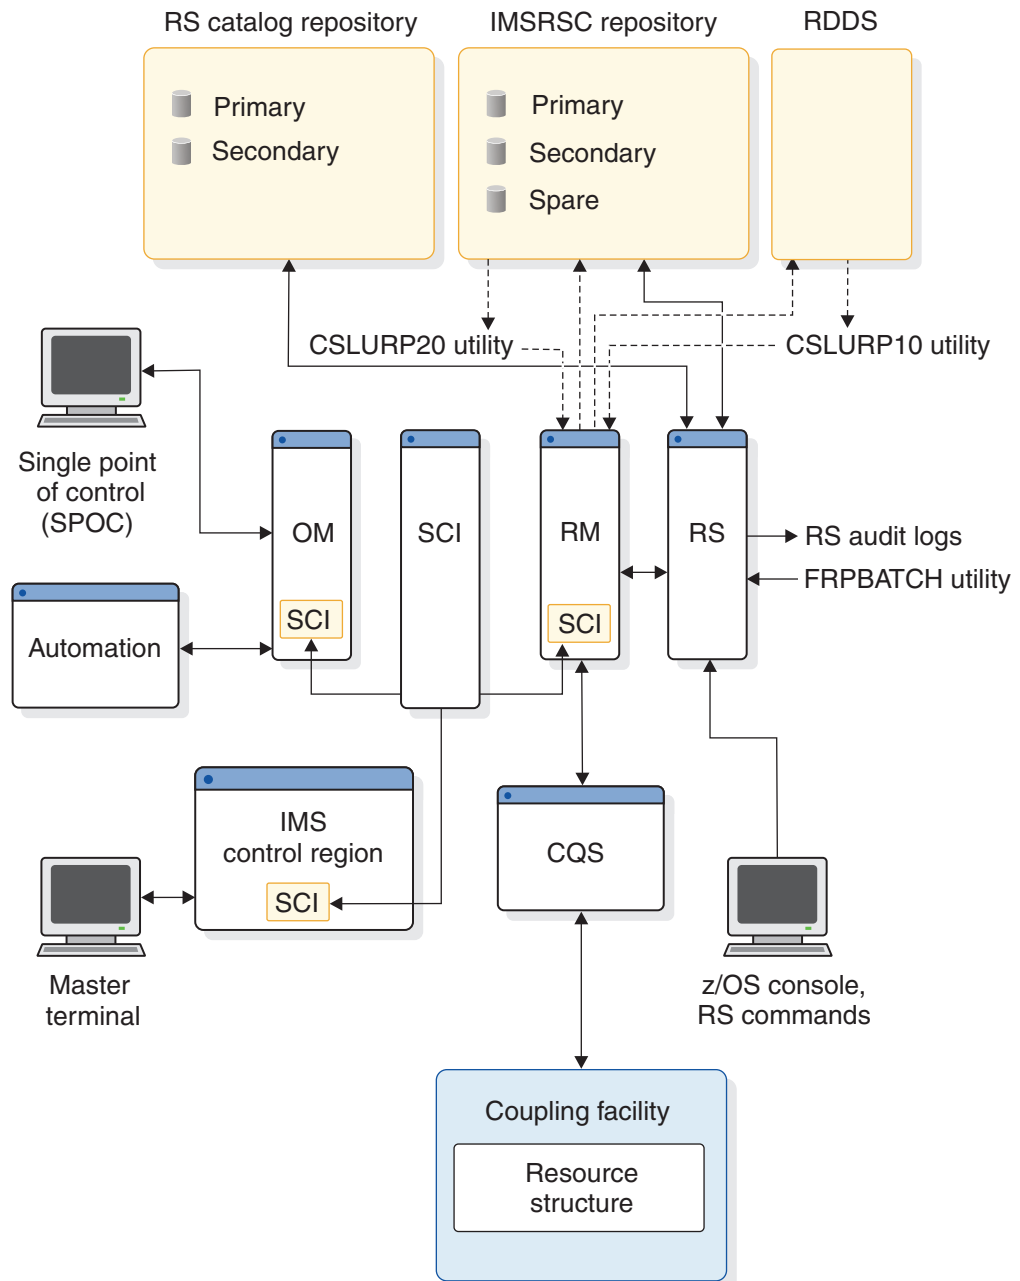 RS catalog repository
IMSRSC repository
RDDS
Primary
Secondary
Primary
Secondary
Spare
CSLURP20 utility
CSLURP10 utility
Single point
of control
(SPOC)
OM
SCI
SCI
RM
SCI
RS
RS audit logs
FRPBATCH utility
Automation
IMS
control region
SCI
CQS
Master
terminal
z/OS console,
RS commands
Coupling facility
Resource
structure